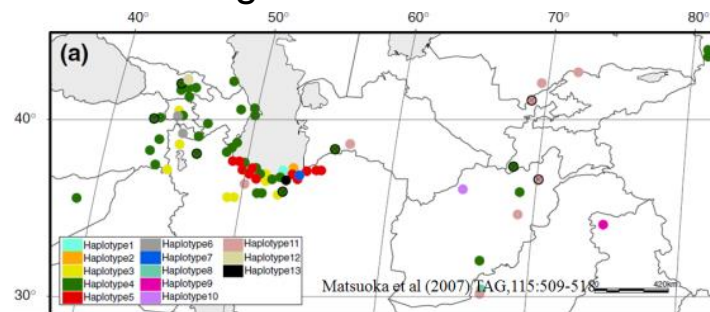 40° 50° 60° 70° 80°
(a)
40°
30°
Haplotype1 Haplotype6 Haplotype11
Haplotype2 Haplotype7 Haplotype12
Haplotype3 Haplotype8 Haplotype13
Haplotype4 Haplotype9
Haplotype5 Haplotype10
Matsuoka et al (2007) TAG,115:509-518
420km